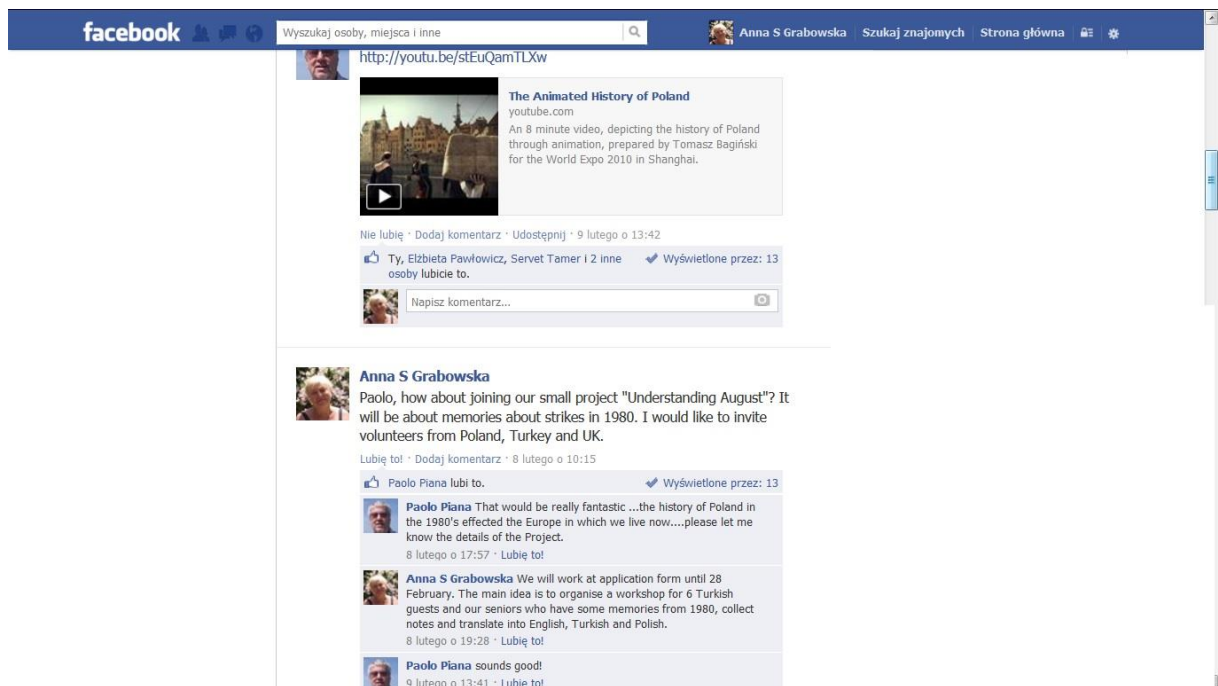 facebook
Wyszukaj osoby, miejsca i inne
Anna S Grabowska Szukaj znajomych Strona główna
http://youtu.be/stEuQamTLXw
The Animated History of Poland
youtube.com
An 8 minute video, depicting the history of Poland
through animation, prepared by Tomasz Bagiński
for the World Expo 2010 in Shanghai.
Nie lubię · Dodaj komentarz · Udostępnij · 9 lutego o 13:42
Ty, Elżbieta Pawłowicz, Servet Tamer i 2 inne
osoby lubicie to.
Wyświetlone przez: 13
Napisz komentarz...
Anna S Grabowska
Paolo, how about joining our small project "Understanding August"? It
will be about memories about strikes in 1980. I would like to invite
volunteers from Poland, Turkey and UK.
Lubię to! · Dodaj komentarz · 8 lutego o 10:15
Paolo Piana lubi to.
Wyświetlone przez: 13
Paolo Piana That would be really fantastic ...the history of Poland in
the 1980's effected the Europe in which we live now....please let me
know the details of the Project.
8 lutego o 17:57 · Lubię to!
Anna S Grabowska We will work at application form until 28
February. The main idea is to organise a workshop for 6 Turkish
guests and our seniors who have some memories from 1980, collect
notes and translate into English, Turkish and Polish.
8 lutego o 19:28 · Lubię to!
Paolo Piana sounds good!
9 lutego o 13:41 · Lubię to!